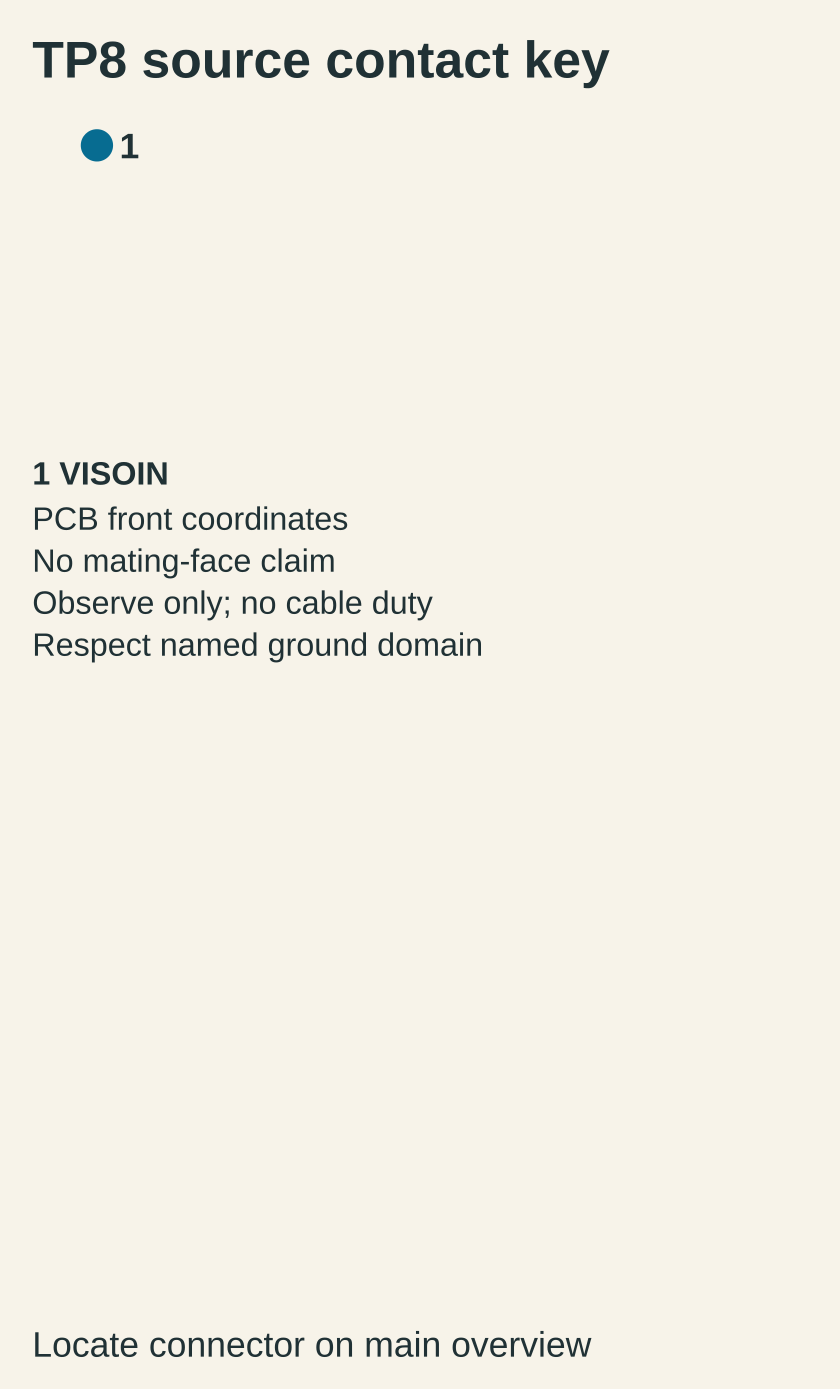 TP8 source contact key
1
1 VISOIN
PCB front coordinates
No mating-face claim
Observe only; no cable duty
Respect named ground domain
Locate connector on main overview